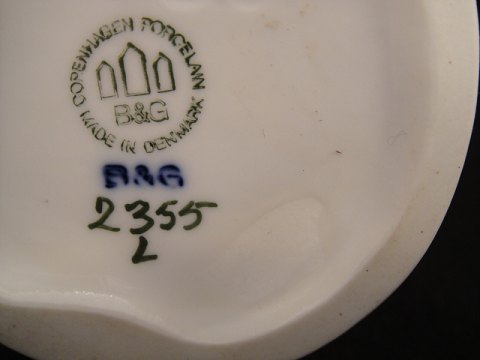 COPENHAGEN PORCELAIN
B&G
MADE IN DENMARK
B&G
2355
L